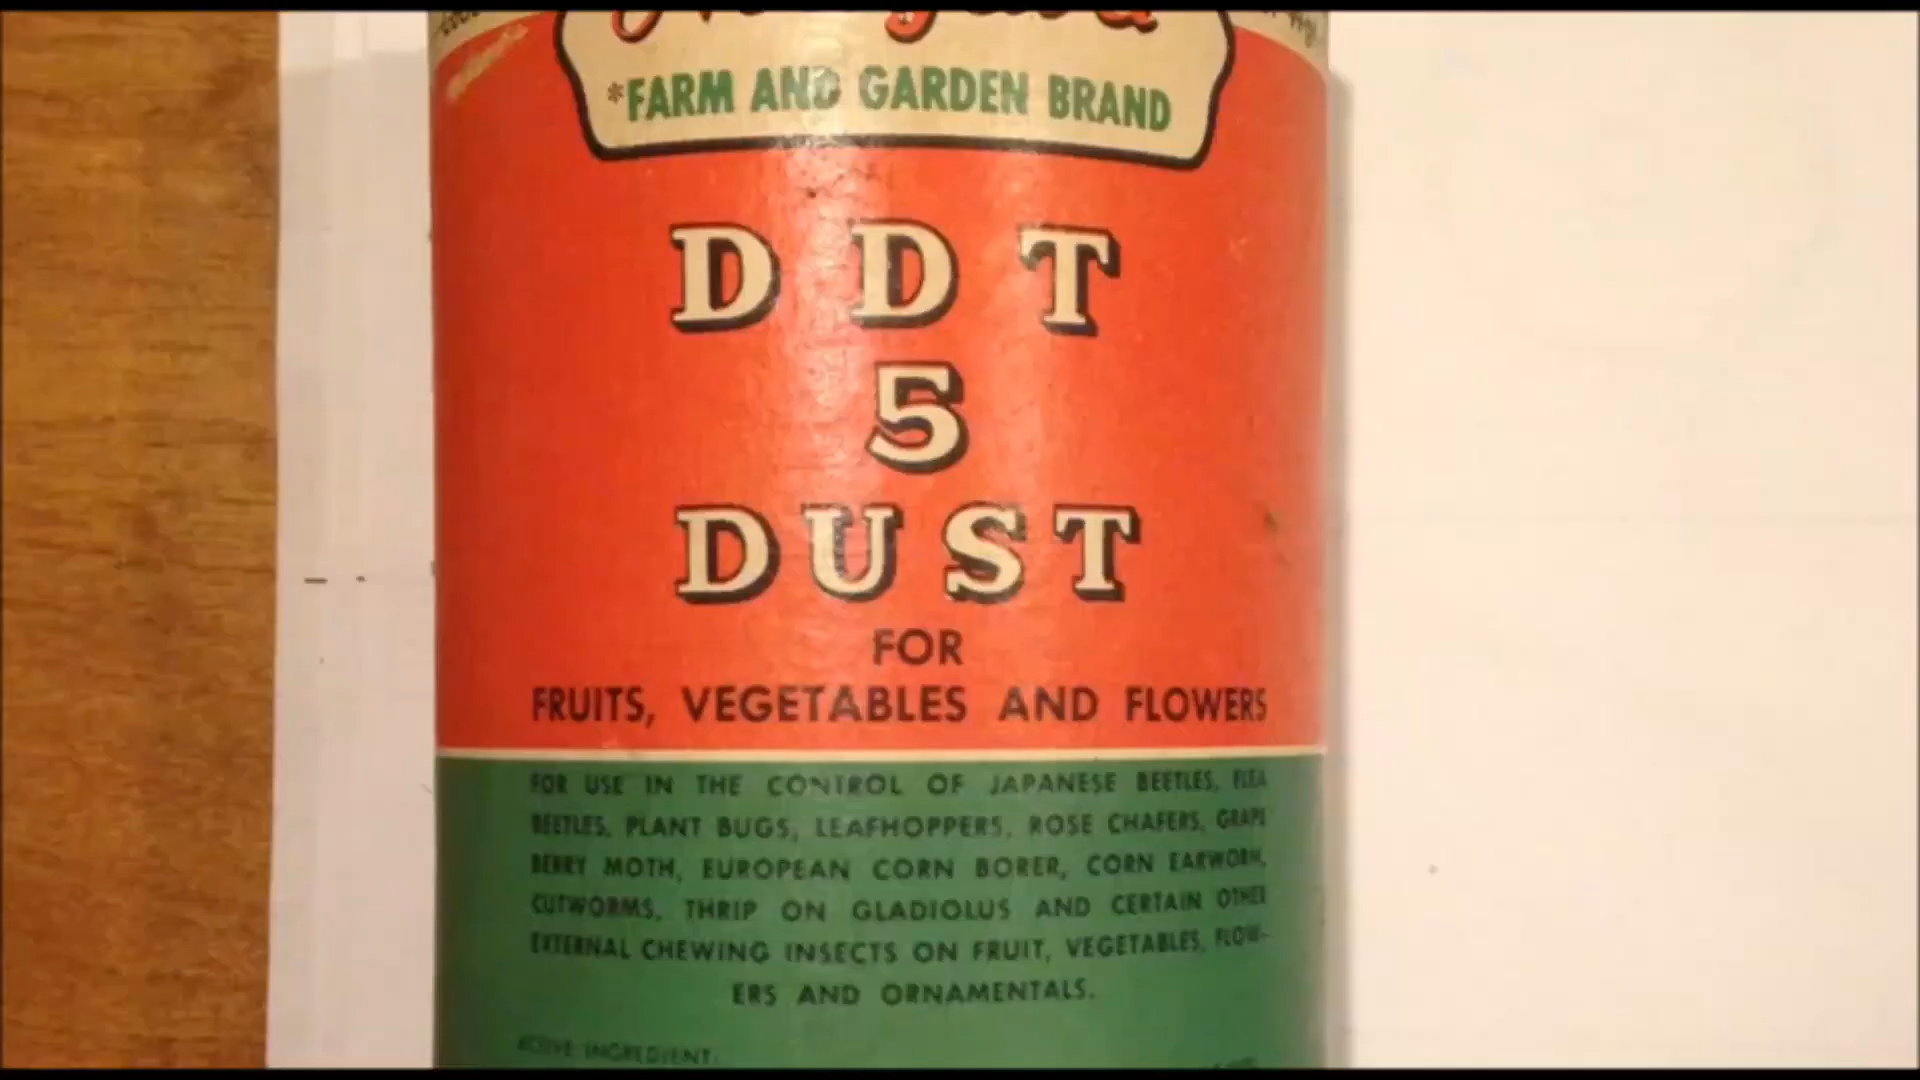 *FARM AND GARDEN BRAND
DDT
5
DUST
FOR
FRUITS, VEGETABLES AND FLOWERS
FOR USE IN THE CONTROL OF JAPANESE BEETLES, FLEA
BEETLES, PLANT BUGS, LEAFHOPPERS, ROSE CHAFERS, GRAPE
BERRY MOTH, EUROPEAN CORN BORER, CORN EARWORM,
CUTWORMS, THRIP ON GLADIOLUS AND CERTAIN OTHER
EXTERNAL CHEWING INSECTS ON FRUIT, VEGETABLES, FLOW-
ERS AND ORNAMENTALS.
ACTIVE INGREDIENT: